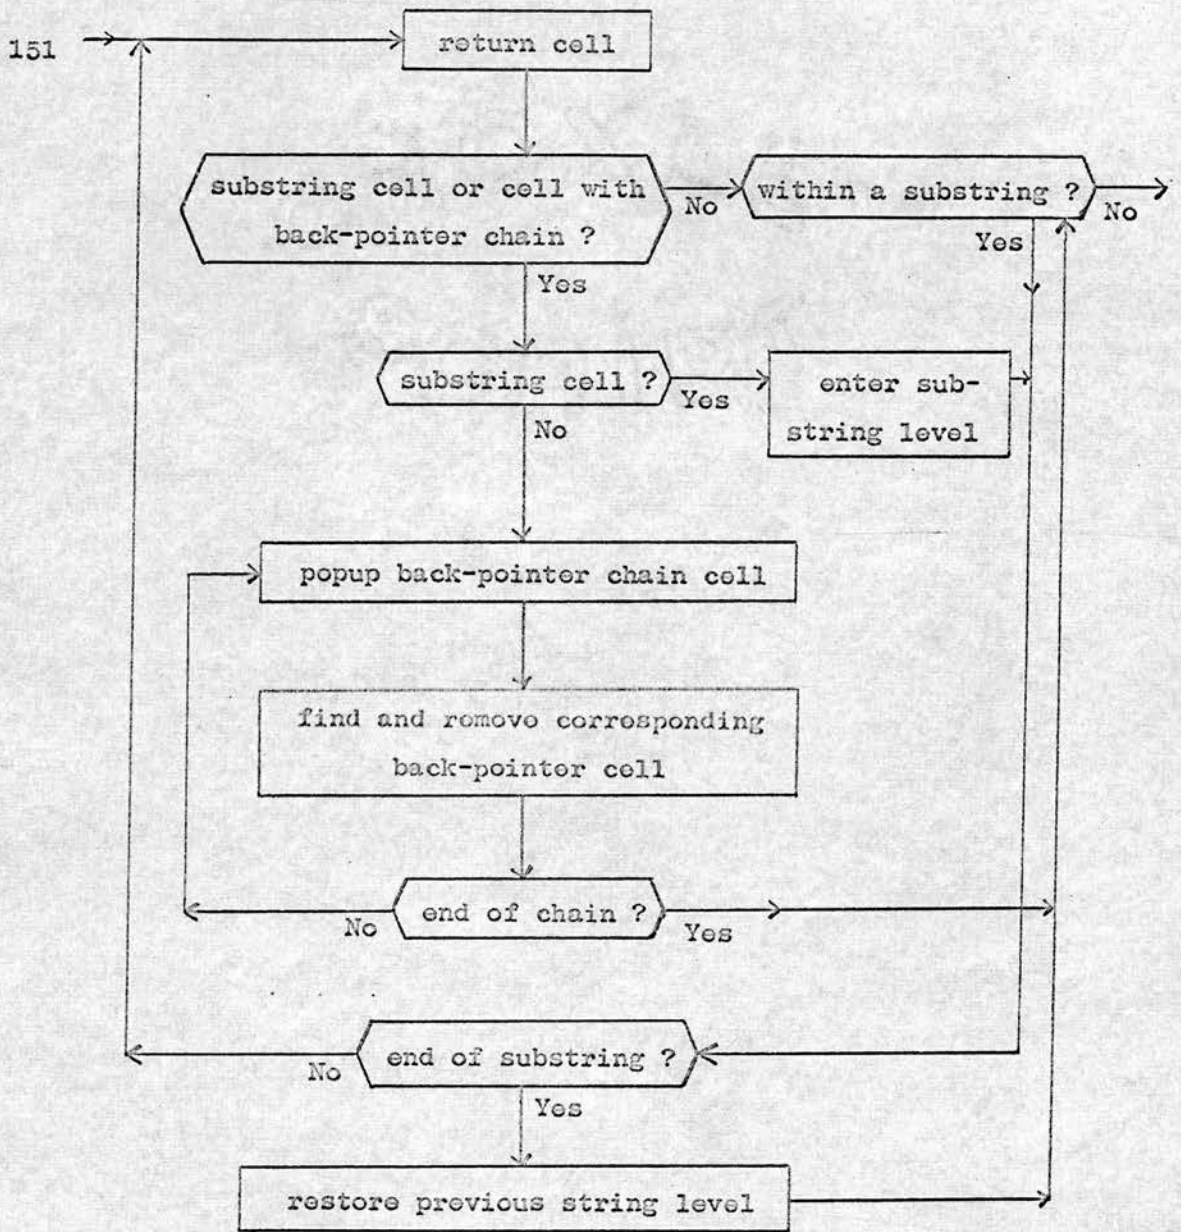 151
return cell
substring cell or cell with
back-pointer chain ?
No
within a substring ?
No
Yes
Yes
substring cell ?
Yes
enter sub-
string level
No
popup back-pointer chain cell
find and remove corresponding
back-pointer cell
end of chain ?
No
Yes
end of substring ?
No
Yes
restore previous string level